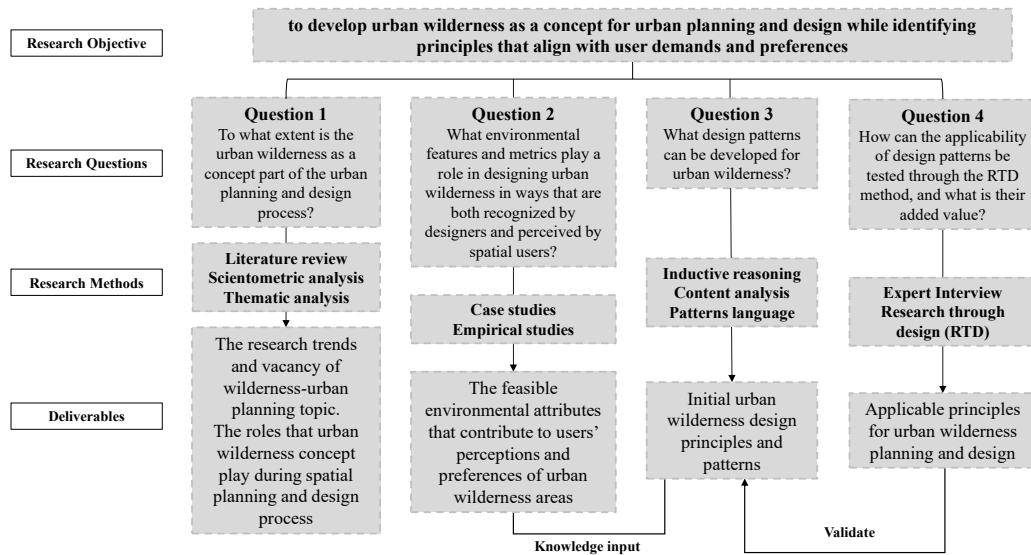 Research Objective
to develop urban wilderness as a concept for urban planning and design while identifying
principles that align with user demands and preferences
Research Questions
Question 1
To what extent is the
urban wilderness as a
concept part of the urban
planning and design
process?
Question 2
What environmental
features and metrics play a
role in designing urban
wilderness in ways that are
both recognized by
designers and perceived by
spatial users?
Question 3
What design patterns
can be developed for
urban wilderness?
Question 4
How can the applicability
of design patterns be
tested through the RTD
method, and what is their
added value?
Research Methods
Literature review
Scientometric analysis
Thematic analysis
Case studies
Empirical studies
Inductive reasoning
Content analysis
Patterns language
Expert Interview
Research through
design (RTD)
Deliverables
The research trends
and vacancy of
wilderness-urban
planning topic.
The roles that urban
wilderness concept
play during spatial
planning and design
process
The feasible
environmental attributes
that contribute to users’
perceptions and
preferences of urban
wilderness areas
Initial urban
wilderness design
principles and
patterns
Applicable principles
for urban wilderness
planning and design
Knowledge input
Validate